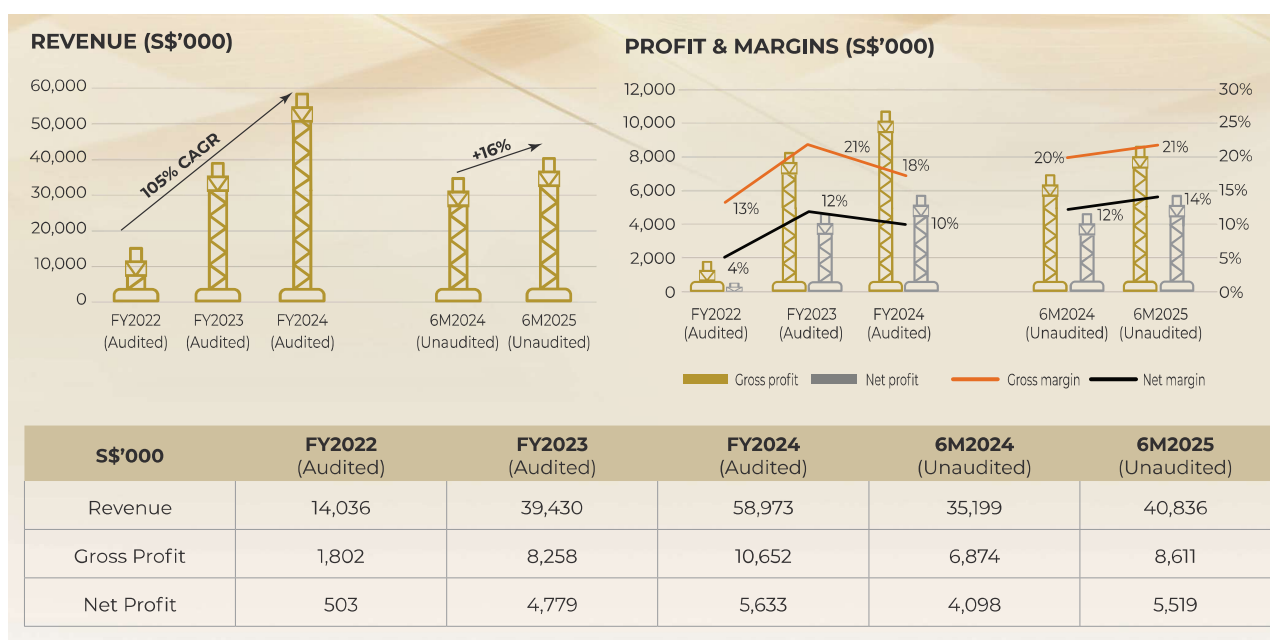 REVENUE (S$'000)
60,000
50,000
40,000
30,000
20,000
10,000
0
105% CAGR
+16%
FY2022
(Audited)
FY2023
(Audited)
FY2024
(Audited)
6M2024
(Unaudited)
6M2025
(Unaudited)
PROFIT & MARGINS (S$'000)
12,000
10,000
8,000
6,000
4,000
2,000
0
30%
25%
20%
15%
10%
5%
0%
13%
4%
21%
12%
18%
10%
20%
12%
21%
14%
FY2022
(Audited)
FY2023
(Audited)
FY2024
(Audited)
6M2024
(Unaudited)
6M2025
(Unaudited)
Gross profit Net profit Gross margin Net margin
S$'000 FY2022 (Audited) FY2023 (Audited) FY2024 (Audited) 6M2024 (Unaudited) 6M2025 (Unaudited)
Revenue 14,036 39,430 58,973 35,199 40,836
Gross Profit 1,802 8,258 10,652 6,874 8,611
Net Profit 503 4,779 5,633 4,098 5,519